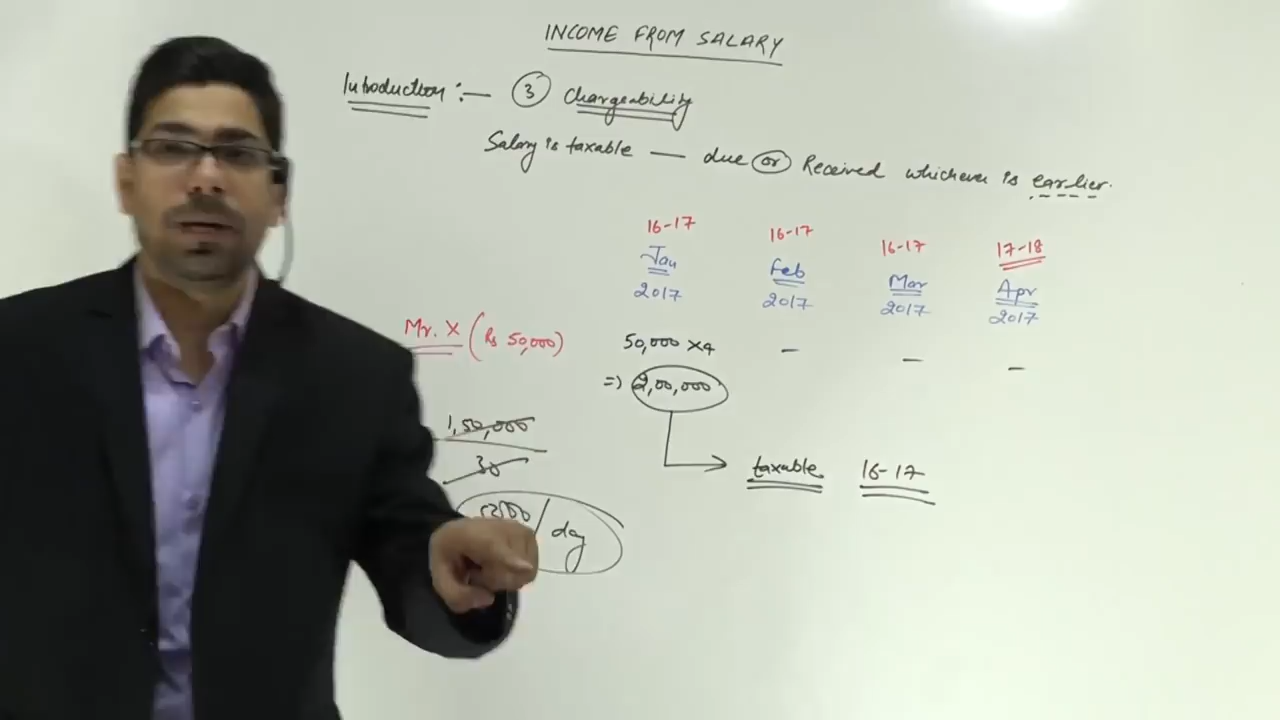 INCOME FROM SALARY
Introduction :— ③ Chargeability
Salary is taxable — due or Received whichever is earlier.
16-17 16-17 16-17 17-18
Jan Feb Mar Apr
2017 2017 2017 2017
Mr. X (Rs 50,000) 50,000 x4 — — —
=) 2,00,000
1,50,000
30
taxable 16-17
/ day